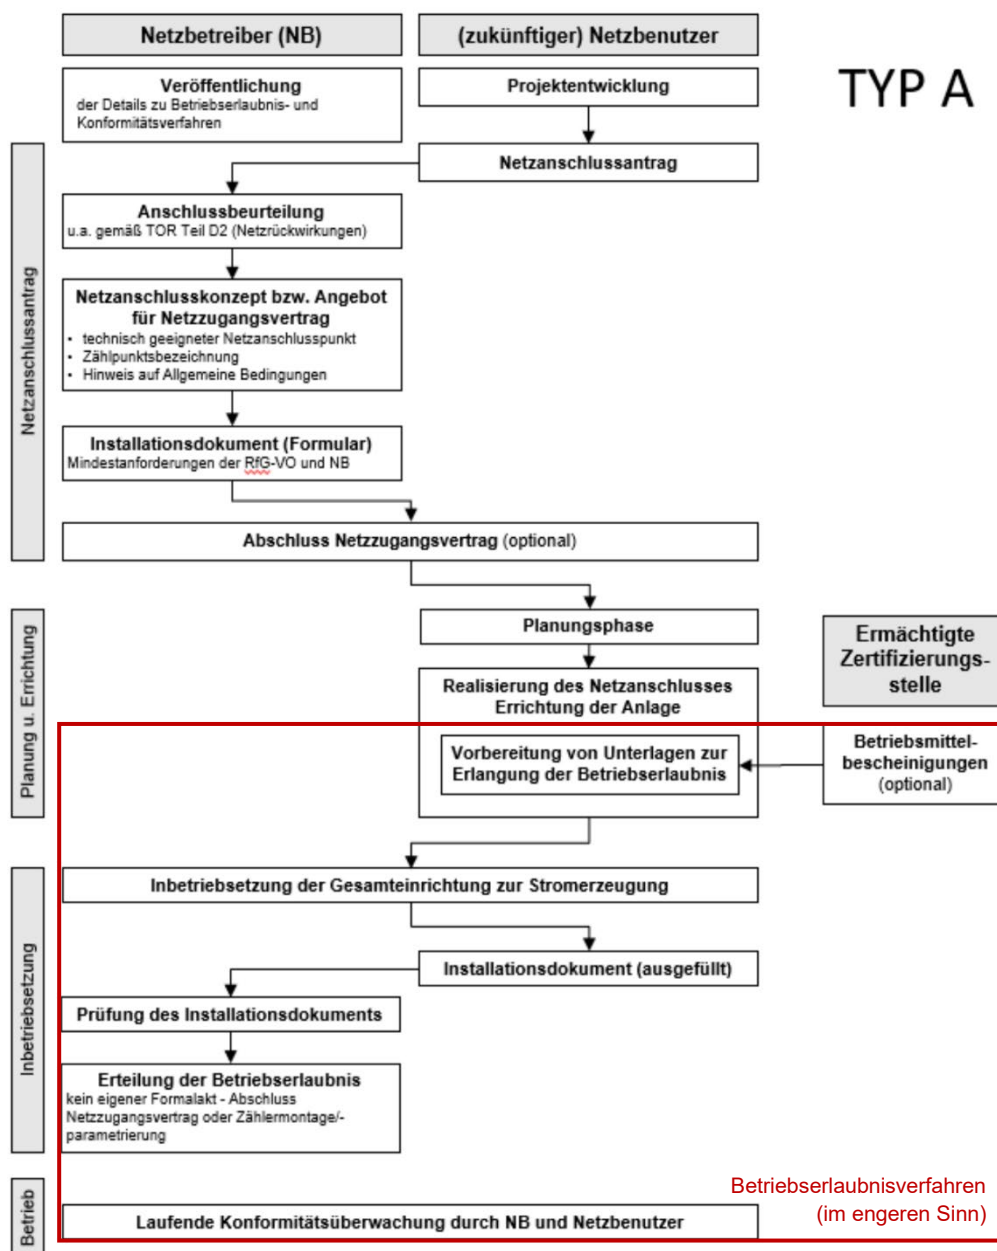 Netzbetreiber (NB)
(zukünftiger) Netzbenutzer
TYP A
Veröffentlichung
der Details zu Betriebserlaubnis- und
Konformitätsverfahren
Projektentwicklung
Netzanschlussantrag
Netzanschlussantrag
Anschlussbeurteilung
u.a. gemäß TOR Teil D2 (Netzrückwirkungen)
Netzanschlusskonzept bzw. Angebot
für Netzzugangsvertrag
• technisch geeigneter Netzanschlusspunkt
• Zählpunktsbezeichnung
• Hinweis auf Allgemeine Bedingungen
Installationsdokument (Formular)
Mindestanforderungen der RfG-VO und NB
Abschluss Netzzugangsvertrag (optional)
Planung u. Errichtung
Planungsphase
Ermächtigte
Zertifizierungs-
stelle
Realisierung des Netzanschlusses
Errichtung der Anlage
Vorbereitung von Unterlagen zur
Erlangung der Betriebserlaubnis
Betriebsmittel-
bescheinigungen
(optional)
Inbetriebsetzung
Inbetriebsetzung der Gesamteinrichtung zur Stromerzeugung
Installationsdokument (ausgefüllt)
Prüfung des Installationsdokuments
Erteilung der Betriebserlaubnis
kein eigener Formalakt - Abschluss
Netzzugangsvertrag oder Zählermontage/-
parametrierung
Betrieb
Betriebserlaubnisverfahren
(im engeren Sinn)
Laufende Konformitätsüberwachung durch NB und Netzbenutzer